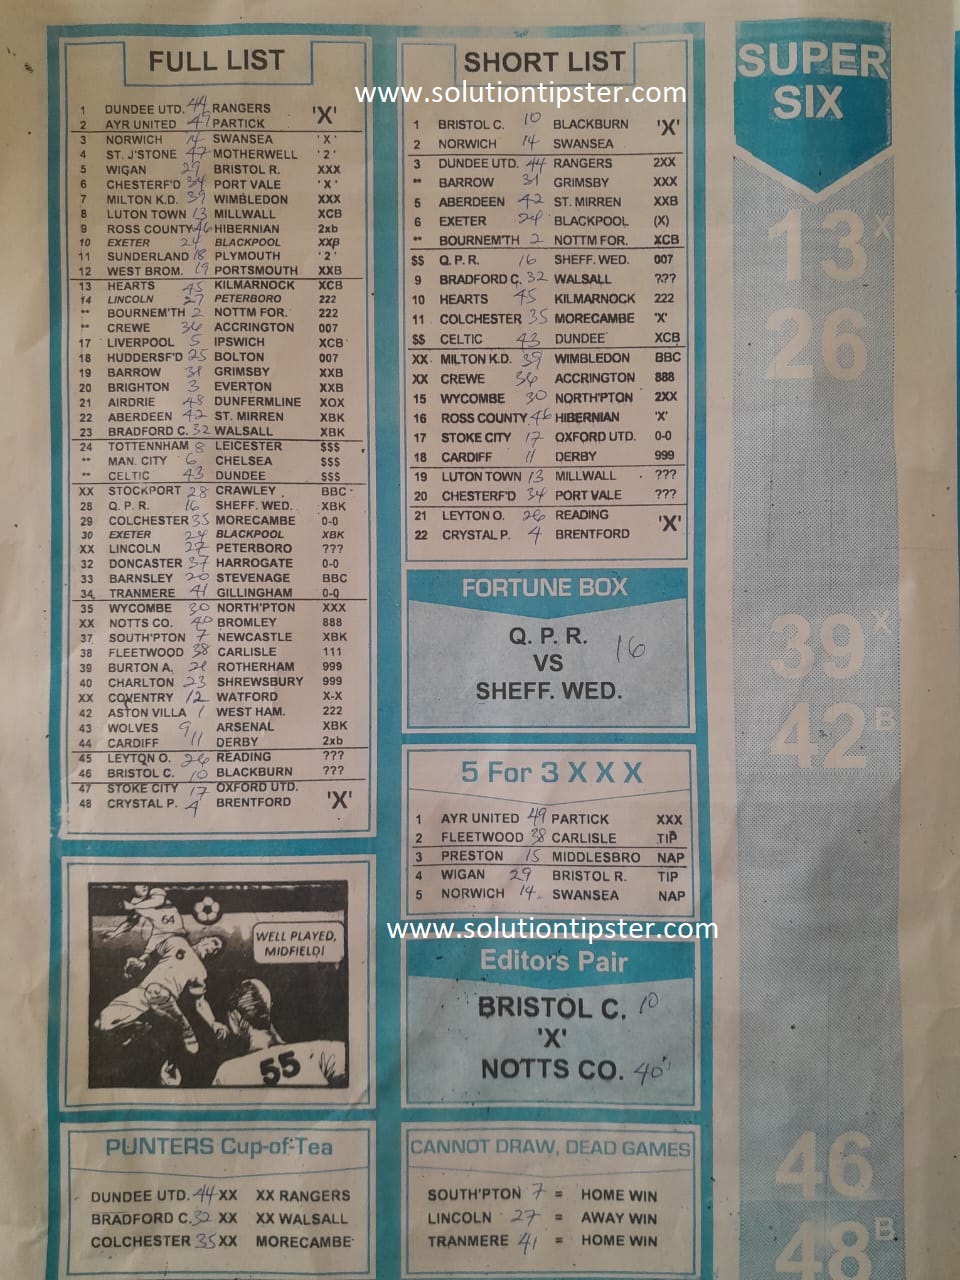 FULL LIST
1 DUNDEE UTD. 44 RANGERS 'X'
2 AYR UNITED 49 PARTICK
3 NORWICH 14 SWANSEA 'X'
4 ST. J'STONE 47 MOTHERWELL '2'
5 WIGAN 29 BRISTOL R. XXX
6 CHESTERF'D 34 PORT VALE 'X'
7 MILTON K.D. 39 WIMBLEDON XXX
8 LUTON TOWN 13 MILLWALL XCB
9 ROSS COUNTY 46 HIBERNIAN 2xb
10 EXETER 24 BLACKPOOL XXB
11 SUNDERLAND 18 PLYMOUTH '2'
12 WEST BROM. 19 PORTSMOUTH XXB
13 HEARTS 45 KILMARNOCK XCB
14 LINCOLN 27 PETERBORO 222
** BOURNEM'TH 2 NOTTM FOR. 222
** CREWE 36 ACCRINGTON 007
17 LIVERPOOL 5 IPSWICH XCB
18 HUDDERSF'D 25 BOLTON 007
19 BARROW 31 GRIMSBY XXB
20 BRIGHTON 3 EVERTON XXB
21 AIRDRIE 48 DUNFERMLINE XOX
22 ABERDEEN 42 ST. MIRREN XBK
23 BRADFORD C. 32 WALSALL XBK
24 TOTTENNHAM 8 LEICESTER $$$
** MAN. CITY 6 CHELSEA $$$
** CELTIC 43 DUNDEE $$$
XX STOCKPORT 28 CRAWLEY BBC
28 Q. P. R. 16 SHEFF. WED. XBK
29 COLCHESTER 35 MORECAMBE 0-0
30 EXETER 24 BLACKPOOL XBK
XX LINCOLN 27 PETERBORO ???
32 DONCASTER 37 HARROGATE 0-0
33 BARNSLEY 20 STEVENAGE BBC
34 TRANMERE 41 GILLINGHAM 0-0
35 WYCOMBE 30 NORTH'PTON XXX
XX NOTTS CO. 40 BROMLEY 888
37 SOUTH'PTON 7 NEWCASTLE XBK
38 FLEETWOOD 38 CARLISLE 111
39 BURTON A. 21 ROTHERHAM 999
40 CHARLTON 23 SHREWSBURY 999
XX COVENTRY 12 WATFORD X-X
42 ASTON VILLA 1 WEST HAM. 222
43 WOLVES 9 ARSENAL XBK
44 CARDIFF 11 DERBY 2xb
45 LEYTON O. 26 READING ???
46 BRISTOL C. 10 BLACKBURN ???
47 STOKE CITY 17 OXFORD UTD. 'X'
48 CRYSTAL P. 4 BRENTFORD
64
6
WELL PLAYED,
MIDFIELD!
55
PUNTERS Cup-of-Tea
DUNDEE UTD. 44 XX XX RANGERS
BRADFORD C. 32 XX XX WALSALL
COLCHESTER 35 XX MORECAMBE
SHORT LIST
www.solutiontipster.com
1 BRISTOL C. 10 BLACKBURN 'X'
2 NORWICH 14 SWANSEA
3 DUNDEE UTD. 44 RANGERS 2XX
** BARROW 31 GRIMSBY XXX
5 ABERDEEN 42 ST. MIRREN XXB
6 EXETER 24 BLACKPOOL (X)
** BOURNEM'TH 2 NOTTM FOR. XCB
$$ Q. P. R. 16 SHEFF. WED. 007
9 BRADFORD C. 32 WALSALL ???
10 HEARTS 45 KILMARNOCK 222
11 COLCHESTER 35 MORECAMBE 'X'
$$ CELTIC 43 DUNDEE XCB
XX MILTON K.D. 39 WIMBLEDON BBC
XX CREWE 36 ACCRINGTON 888
15 WYCOMBE 30 NORTH'PTON 2XX
16 ROSS COUNTY 46 HIBERNIAN 'X'
17 STOKE CITY 17 OXFORD UTD. 0-0
18 CARDIFF 11 DERBY 999
19 LUTON TOWN 13 MILLWALL ???
20 CHESTERF'D 34 PORT VALE ???
21 LEYTON O. 26 READING 'X'
22 CRYSTAL P. 4 BRENTFORD
FORTUNE BOX
Q. P. R. 16
VS
SHEFF. WED.
5 For 3 X X X
1 AYR UNITED 49 PARTICK XXX
2 FLEETWOOD 38 CARLISLE TIP
3 PRESTON 15 MIDDLESBRO NAP
4 WIGAN 29 BRISTOL R. TIP
5 NORWICH 14 SWANSEA NAP
www.solutiontipster.com
Editors Pair
BRISTOL C. 10
'X'
NOTTS CO. 40
CANNOT DRAW, DEAD GAMES
SOUTH'PTON 7 = HOME WIN
LINCOLN 27 = AWAY WIN
TRANMERE 41 = HOME WIN
SUPER
SIX
13 X
26
39 X
42 B
46
48 B